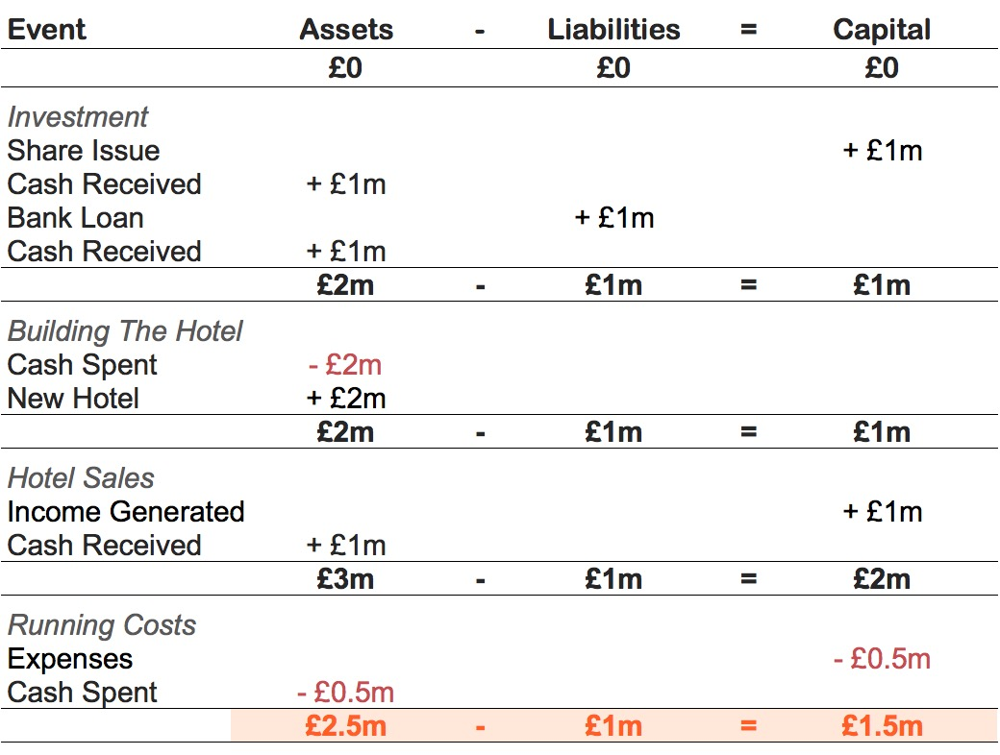 Event Assets - Liabilities = Capital
£0 £0 £0
Investment
Share Issue + £1m
Cash Received + £1m
Bank Loan + £1m
Cash Received + £1m
£2m - £1m = £1m
Building The Hotel
Cash Spent - £2m
New Hotel + £2m
£2m - £1m = £1m
Hotel Sales
Income Generated + £1m
Cash Received + £1m
£3m - £1m = £2m
Running Costs
Expenses - £0.5m
Cash Spent - £0.5m
£2.5m - £1m = £1.5m